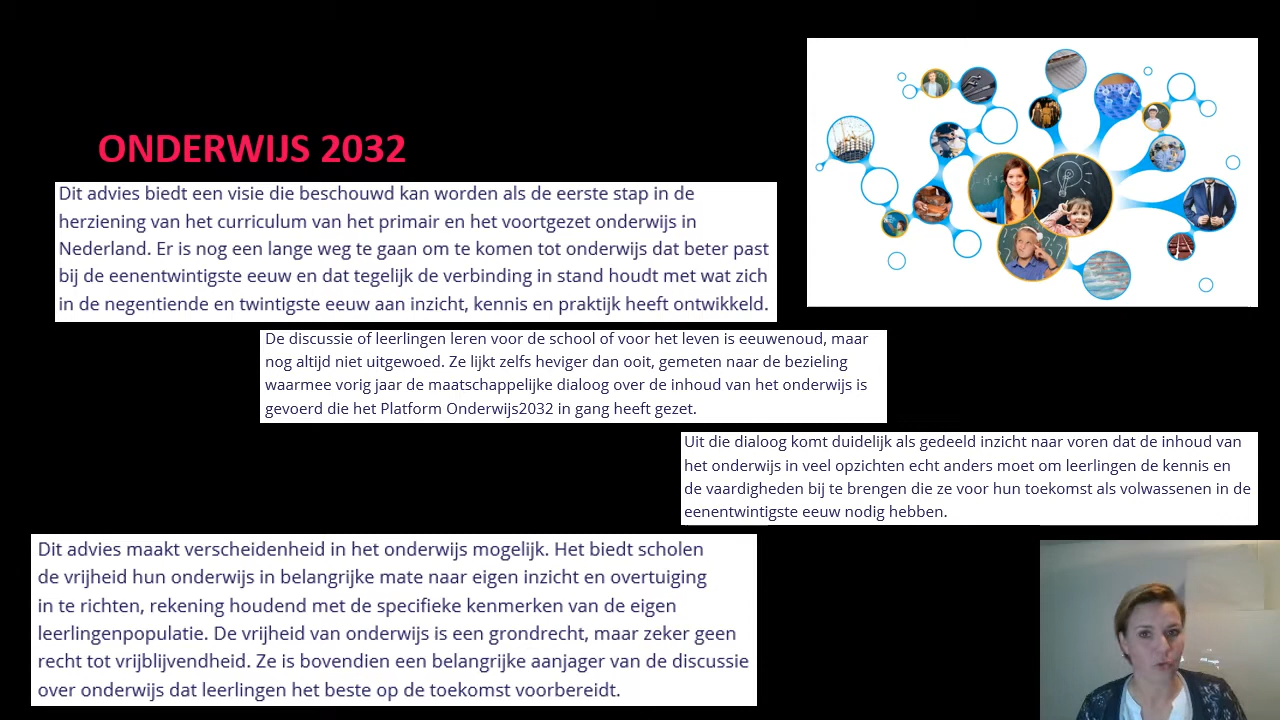 ONDERWIJS 2032
Dit advies biedt een visie die beschouwd kan worden als de eerste stap in de
herziening van het curriculum van het primair en het voortgezet onderwijs in
Nederland. Er is nog een lange weg te gaan om te komen tot onderwijs dat beter past
bij de eenentwintigste eeuw en dat tegelijk de verbinding in stand houdt met wat zich
in de negentiende en twintigste eeuw aan inzicht, kennis en praktijk heeft ontwikkeld.
De discussie of leerlingen leren voor de school of voor het leven is eeuwenoud, maar
nog altijd niet uitgewoed. Ze lijkt zelfs heviger dan ooit, gemeten naar de bezieling
waarmee vorig jaar de maatschappelijke dialoog over de inhoud van het onderwijs is
gevoerd die het Platform Onderwijs2032 in gang heeft gezet.
Uit die dialoog komt duidelijk als gedeeld inzicht naar voren dat de inhoud van
het onderwijs in veel opzichten echt anders moet om leerlingen de kennis en
de vaardigheden bij te brengen die ze voor hun toekomst als volwassenen in de
eenentwintigste eeuw nodig hebben.
Dit advies maakt verscheidenheid in het onderwijs mogelijk. Het biedt scholen
de vrijheid hun onderwijs in belangrijke mate naar eigen inzicht en overtuiging
in te richten, rekening houdend met de specifieke kenmerken van de eigen
leerlingenpopulatie. De vrijheid van onderwijs is een grondrecht, maar zeker geen
recht tot vrijblijvendheid. Ze is bovendien een belangrijke aanjager van de discussie
over onderwijs dat leerlingen het beste op de toekomst voorbereidt.